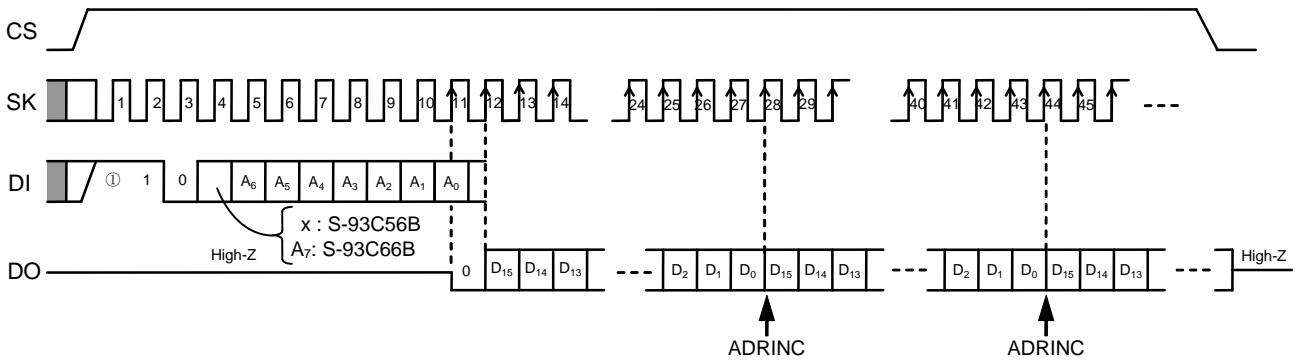 CS
SK 1 2 3 4 5 6 7 8 9 10 11 12 13 14 24 25 26 27 28 29 40 41 42 43 44 45
DI ① 1 0 A6 A5 A4 A3 A2 A1 A0
x : S-93C56B
A7: S-93C66B
High-Z
DO 0 D15 D14 D13 D2 D1 D0 D15 D14 D13 D2 D1 D0 D15 D14 D13 High-Z
ADRINC ADRINC